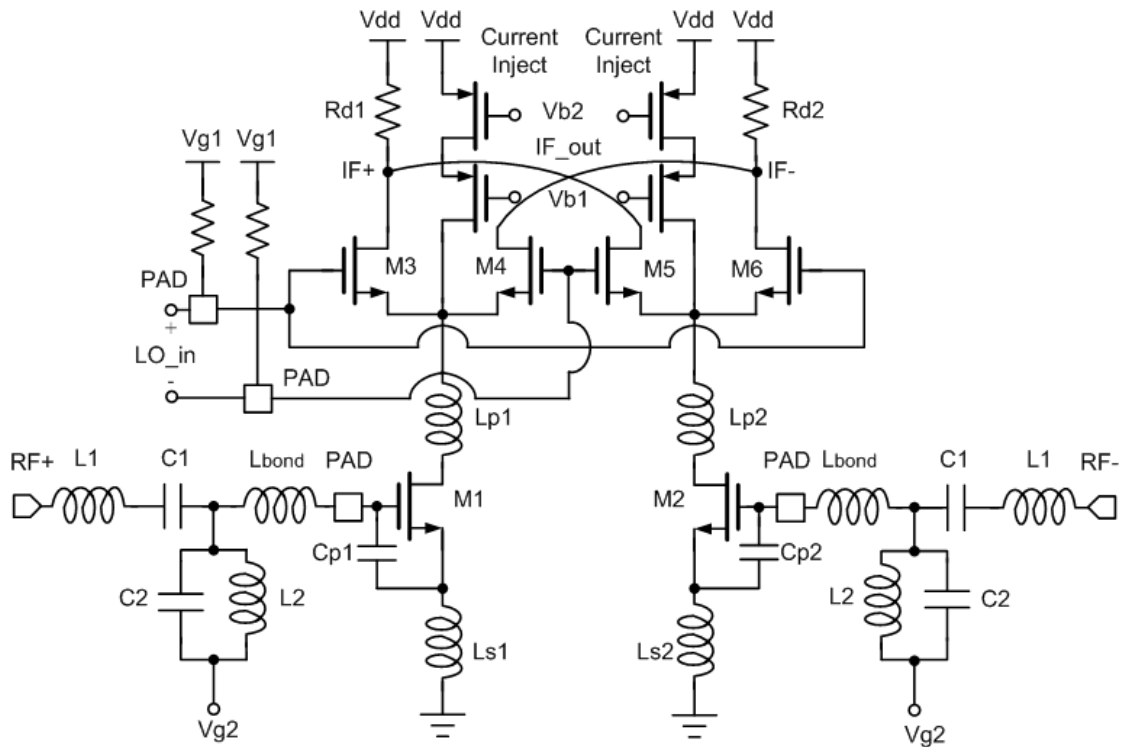 Vdd
Vdd
Current
Inject
Current
Inject
Vdd
Vdd
Rd1
Vb2
Rd2
Vg1
Vg1
IF_out
IF+
IF-
Vb1
M3
M4
M5
M6
PAD
+
LO_in
-
PAD
Lp1
Lp2
RF+
L1
C1
Lbond
PAD
M1
M2
PAD
Lbond
C1
L1
RF-
Cp1
Cp2
C2
L2
L2
C2
Ls1
Ls2
Vg2
Vg2